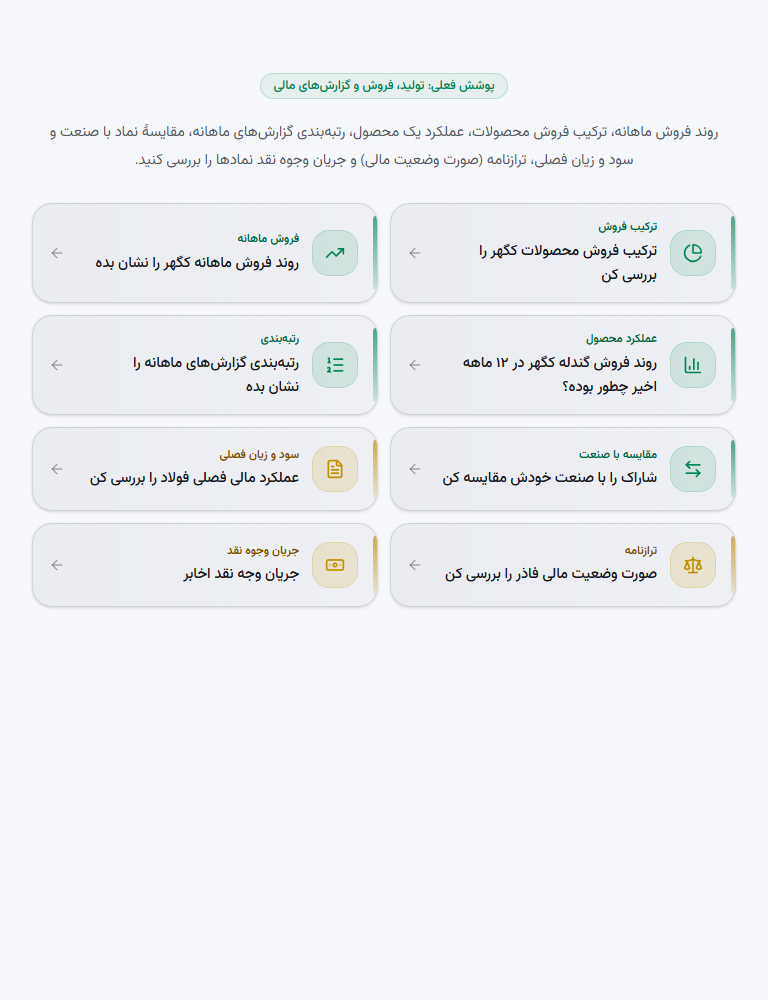 پوشش فعلی: تولید، فروش و گزارش‌های مالی
روند فروش ماهانه، ترکیب فروش محصولات، عملکرد یک محصول، رتبه‌بندی گزارش‌های ماهانه، مقایسهٔ نماد با صنعت و
سود و زیان فصلی، ترازنامه (صورت وضعیت مالی) و جریان وجوه نقد نمادها را بررسی کنید.
ترکیب فروش
ترکیب فروش محصولات کگهر را
بررسی کن
فروش ماهانه
روند فروش ماهانه کگهر را نشان بده
عملکرد محصول
روند فروش گندله کگهر در ۱۲ ماهه
اخیر چطور بوده؟
رتبه‌بندی
رتبه‌بندی گزارش‌های ماهانه را
نشان بده
مقایسه با صنعت
شاراک را با صنعت خودش مقایسه کن
سود و زیان فصلی
عملکرد مالی فصلی فولاد را بررسی کن
ترازنامه
صورت وضعیت مالی فاذر را بررسی کن
جریان وجوه نقد
جریان وجه نقد اخابر